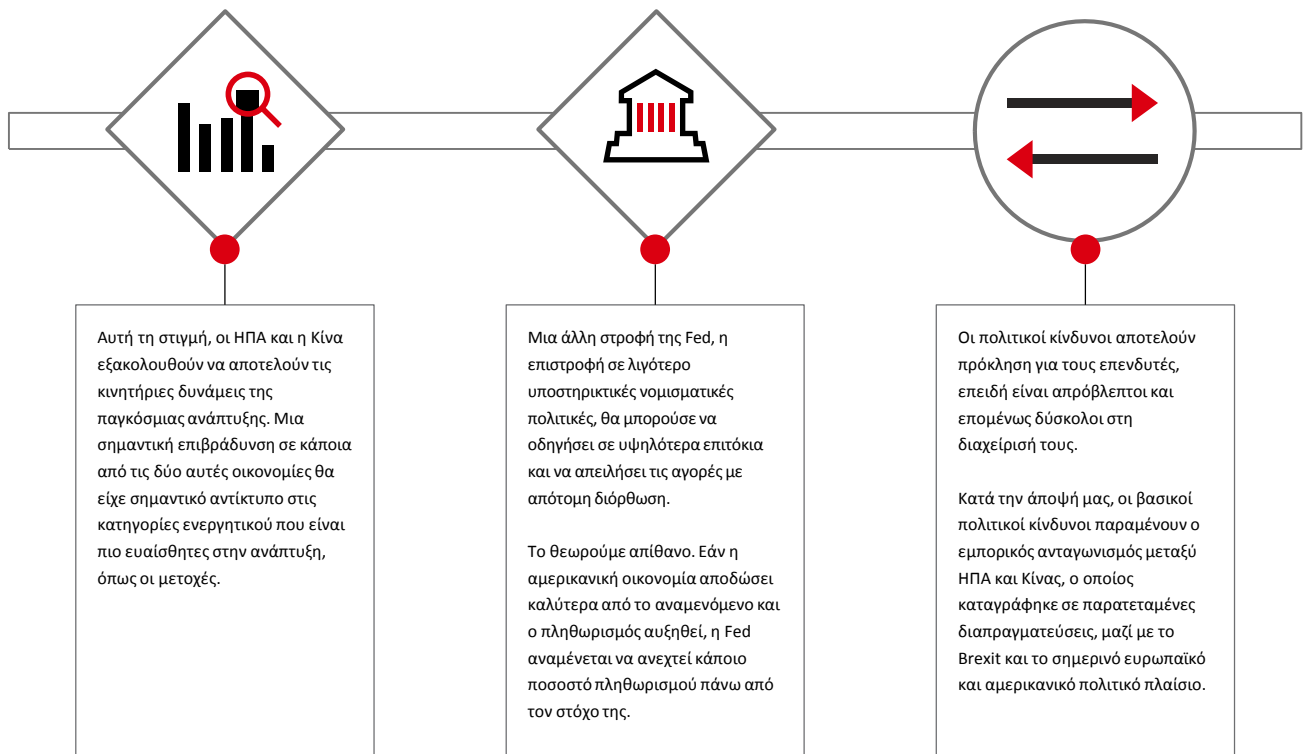 Αυτή τη στιγμή, οι ΗΠΑ και η Κίνα
εξακολουθούν να αποτελούν τις
κινητήριες δυνάμεις της
παγκόσμιας ανάπτυξης. Μια
σημαντική επιβράδυνση σε κάποια
από τις δύο αυτές οικονομίες θα
είχε σημαντικό αντίκτυπο στις
κατηγορίες ενεργητικού που είναι
πιο ευαίσθητες στην ανάπτυξη,
όπως οι μετοχές.
Μια άλλη στροφή της Fed, η
επιστροφή σε λιγότερο
υποστηρικτικές νομισματικές
πολιτικές, θα μπορούσε να
οδηγήσει σε υψηλότερα επιτόκια
και να απειλήσει τις αγορές με
απότομη διόρθωση.
Το θεωρούμε απίθανο. Εάν η
αμερικανική οικονομία αποδώσει
καλύτερα από το αναμενόμενο και
ο πληθωρισμός αυξηθεί, η Fed
αναμένεται να ανεχτεί κάποιο
ποσοστό πληθωρισμού πάνω από
τον στόχο της.
Οι πολιτικοί κίνδυνοι αποτελούν
πρόκληση για τους επενδυτές,
επειδή είναι απρόβλεπτοι και
επομένως δύσκολοι στη
διαχείρισή τους.
Κατά την άποψή μας, οι βασικοί
πολιτικοί κίνδυνοι παραμένουν ο
εμπορικός ανταγωνισμός μεταξύ
ΗΠΑ και Κίνας, ο οποίος
καταγράφηκε σε παρατεταμένες
διαπραγματεύσεις, μαζί με το
Brexit και το σημερινό ευρωπαϊκό
και αμερικανικό πολιτικό πλαίσιο.